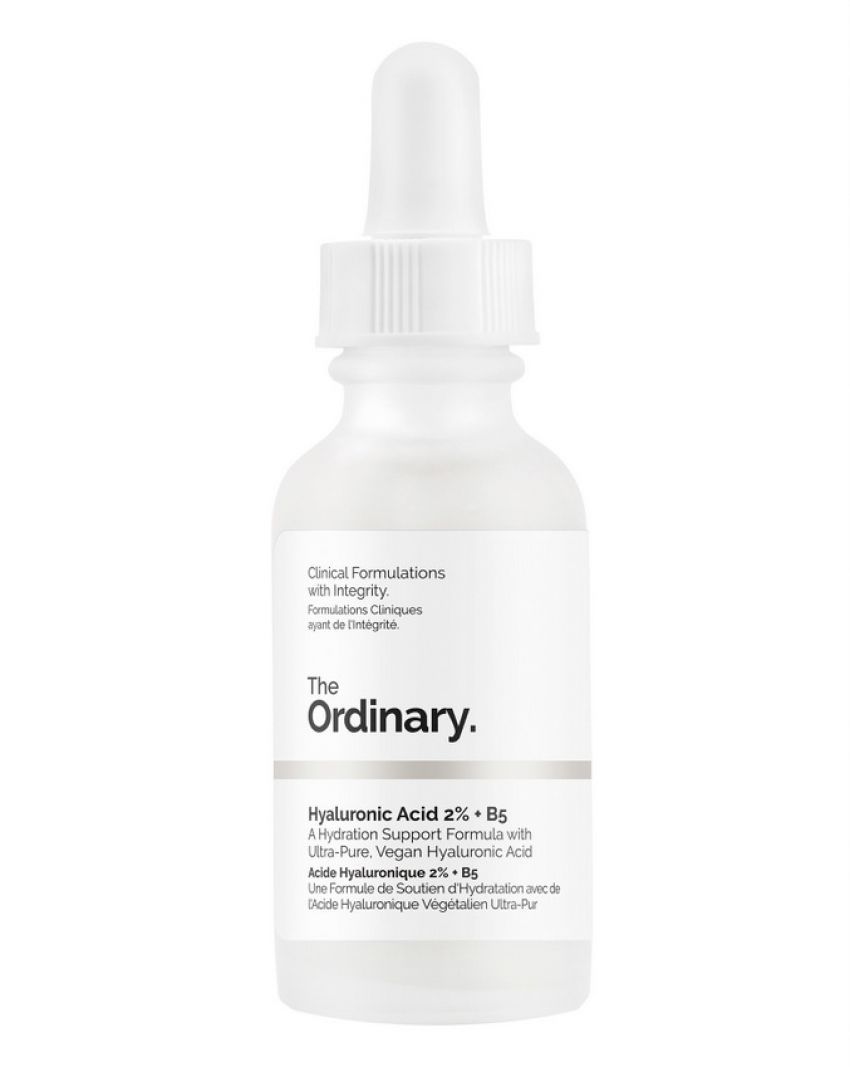 Clinical Formulations
with Integrity.
Formulations Cliniques
ayant de l'Intégrité.
The
Ordinary.
Hyaluronic Acid 2% + B5
A Hydration Support Formula with
Ultra-Pure, Vegan Hyaluronic Acid
Acide Hyaluronique 2% + B5
Une Formule de Soutien d'Hydratation avec de
l'Acide Hyaluronique Végétalien Ultra-Pur